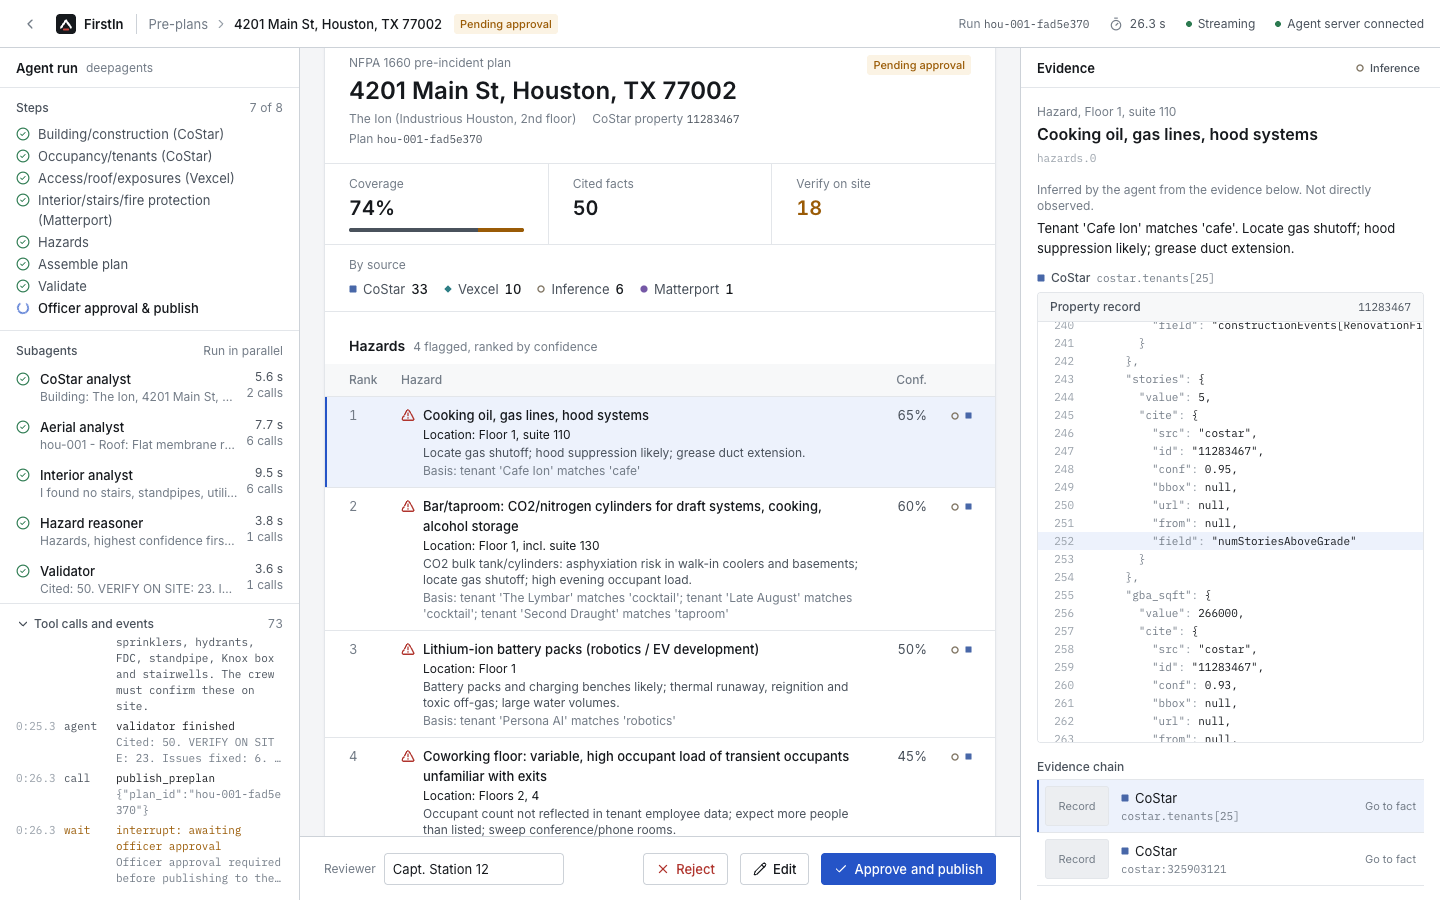 FirstIn
Pre-plans
4201 Main St, Houston, TX 77002
Pending approval
Run hou-001-fad5e370
26.3 s
Streaming
Agent server connected
Agent run deepagents
Steps 7 of 8
Building/construction (CoStar)
Occupancy/tenants (CoStar)
Access/roof/exposures (Vexcel)
Interior/stairs/fire protection
(Matterport)
Hazards
Assemble plan
Validate
Officer approval & publish
Subagents Run in parallel
CoStar analyst 5.6 s
Building: The Ion, 4201 Main St, ... 2 calls
Aerial analyst 7.7 s
hou-001 - Roof: Flat membrane r... 6 calls
Interior analyst 9.5 s
I found no stairs, standpipes, utili... 6 calls
Hazard reasoner 3.8 s
Hazards, highest confidence firs... 1 calls
Validator 3.6 s
Cited: 50. VERIFY ON SITE: 23. I... 1 calls
Tool calls and events 73
sprinklers, hydrants,
FDC, standpipe, Knox box
and stairwells. The crew
must confirm these on
site.
0:25.3 agent validator finished
Cited: 50. VERIFY ON SIT
E: 23. Issues fixed: 6. …
0:26.3 call publish_preplan
{"plan_id":"hou-001-fad5e
370"}
0:26.3 wait interrupt: awaiting
officer approval
Officer approval required
before publishing to the…
NFPA 1660 pre-incident plan
Pending approval
4201 Main St, Houston, TX 77002
The Ion (Industrious Houston, 2nd floor) CoStar property 11283467
Plan hou-001-fad5e370
Coverage
74%
Cited facts
50
Verify on site
18
By source
CoStar 33 Vexcel 10 Inference 6 Matterport 1
Hazards 4 flagged, ranked by confidence
Rank Hazard Conf.
1 Cooking oil, gas lines, hood systems 65%
Location: Floor 1, suite 110
Locate gas shutoff; hood suppression likely; grease duct extension.
Basis: tenant 'Cafe Ion' matches 'cafe'
2 Bar/taproom: CO2/nitrogen cylinders for draft systems, cooking, 60%
alcohol storage
Location: Floor 1, incl. suite 130
CO2 bulk tank/cylinders: asphyxiation risk in walk-in coolers and basements;
locate gas shutoff; high evening occupant load.
Basis: tenant 'The Lymbar' matches 'cocktail'; tenant 'Late August' matches
'cocktail'; tenant 'Second Draught' matches 'taproom'
3 Lithium-ion battery packs (robotics / EV development) 50%
Location: Floor 1
Battery packs and charging benches likely; thermal runaway, reignition and
toxic off-gas; large water volumes.
Basis: tenant 'Persona AI' matches 'robotics'
4 Coworking floor: variable, high occupant load of transient occupants 45%
unfamiliar with exits
Location: Floors 2, 4
Occupant count not reflected in tenant employee data; expect more people
than listed; sweep conference/phone rooms.
Reviewer Capt. Station 12
Reject
Edit
Approve and publish
Evidence Inference
Hazard, Floor 1, suite 110
Cooking oil, gas lines, hood systems
hazards.0
Inferred by the agent from the evidence below. Not directly
observed.
Tenant 'Cafe Ion' matches 'cafe'. Locate gas shutoff; hood
suppression likely; grease duct extension.
CoStar costar.tenants[25]
Property record 11283467
240 "field": "constructionEvents[RenovationFi
241 }
242 },
243 "stories": {
244 "value": 5,
245 "cite": {
246 "src": "costar",
247 "id": "11283467",
248 "conf": 0.95,
249 "bbox": null,
250 "url": null,
251 "from": null,
252 "field": "numStoriesAboveGrade"
253 }
254 },
255 "gba_sqft": {
256 "value": 266000,
257 "cite": {
258 "src": "costar",
259 "id": "11283467",
260 "conf": 0.93,
261 "bbox": null,
262 "url": null,
263 "from": null,
Evidence chain
Record CoStar Go to fact
costar.tenants[25]
Record CoStar Go to fact
costar:325903121